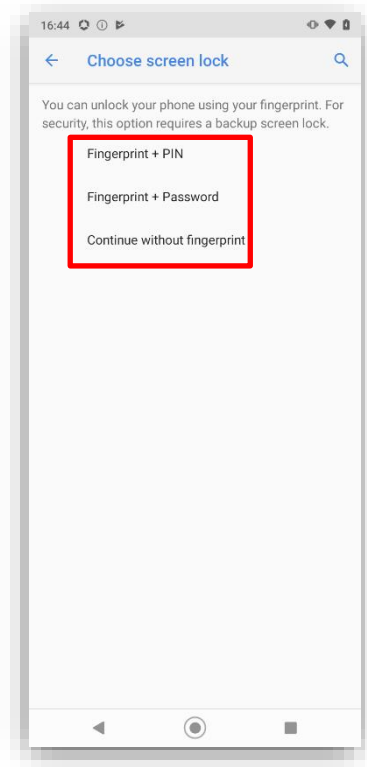 16:44
Choose screen lock
You can unlock your phone using your fingerprint. For
security, this option requires a backup screen lock.
Fingerprint + PIN
Fingerprint + Password
Continue without fingerprint